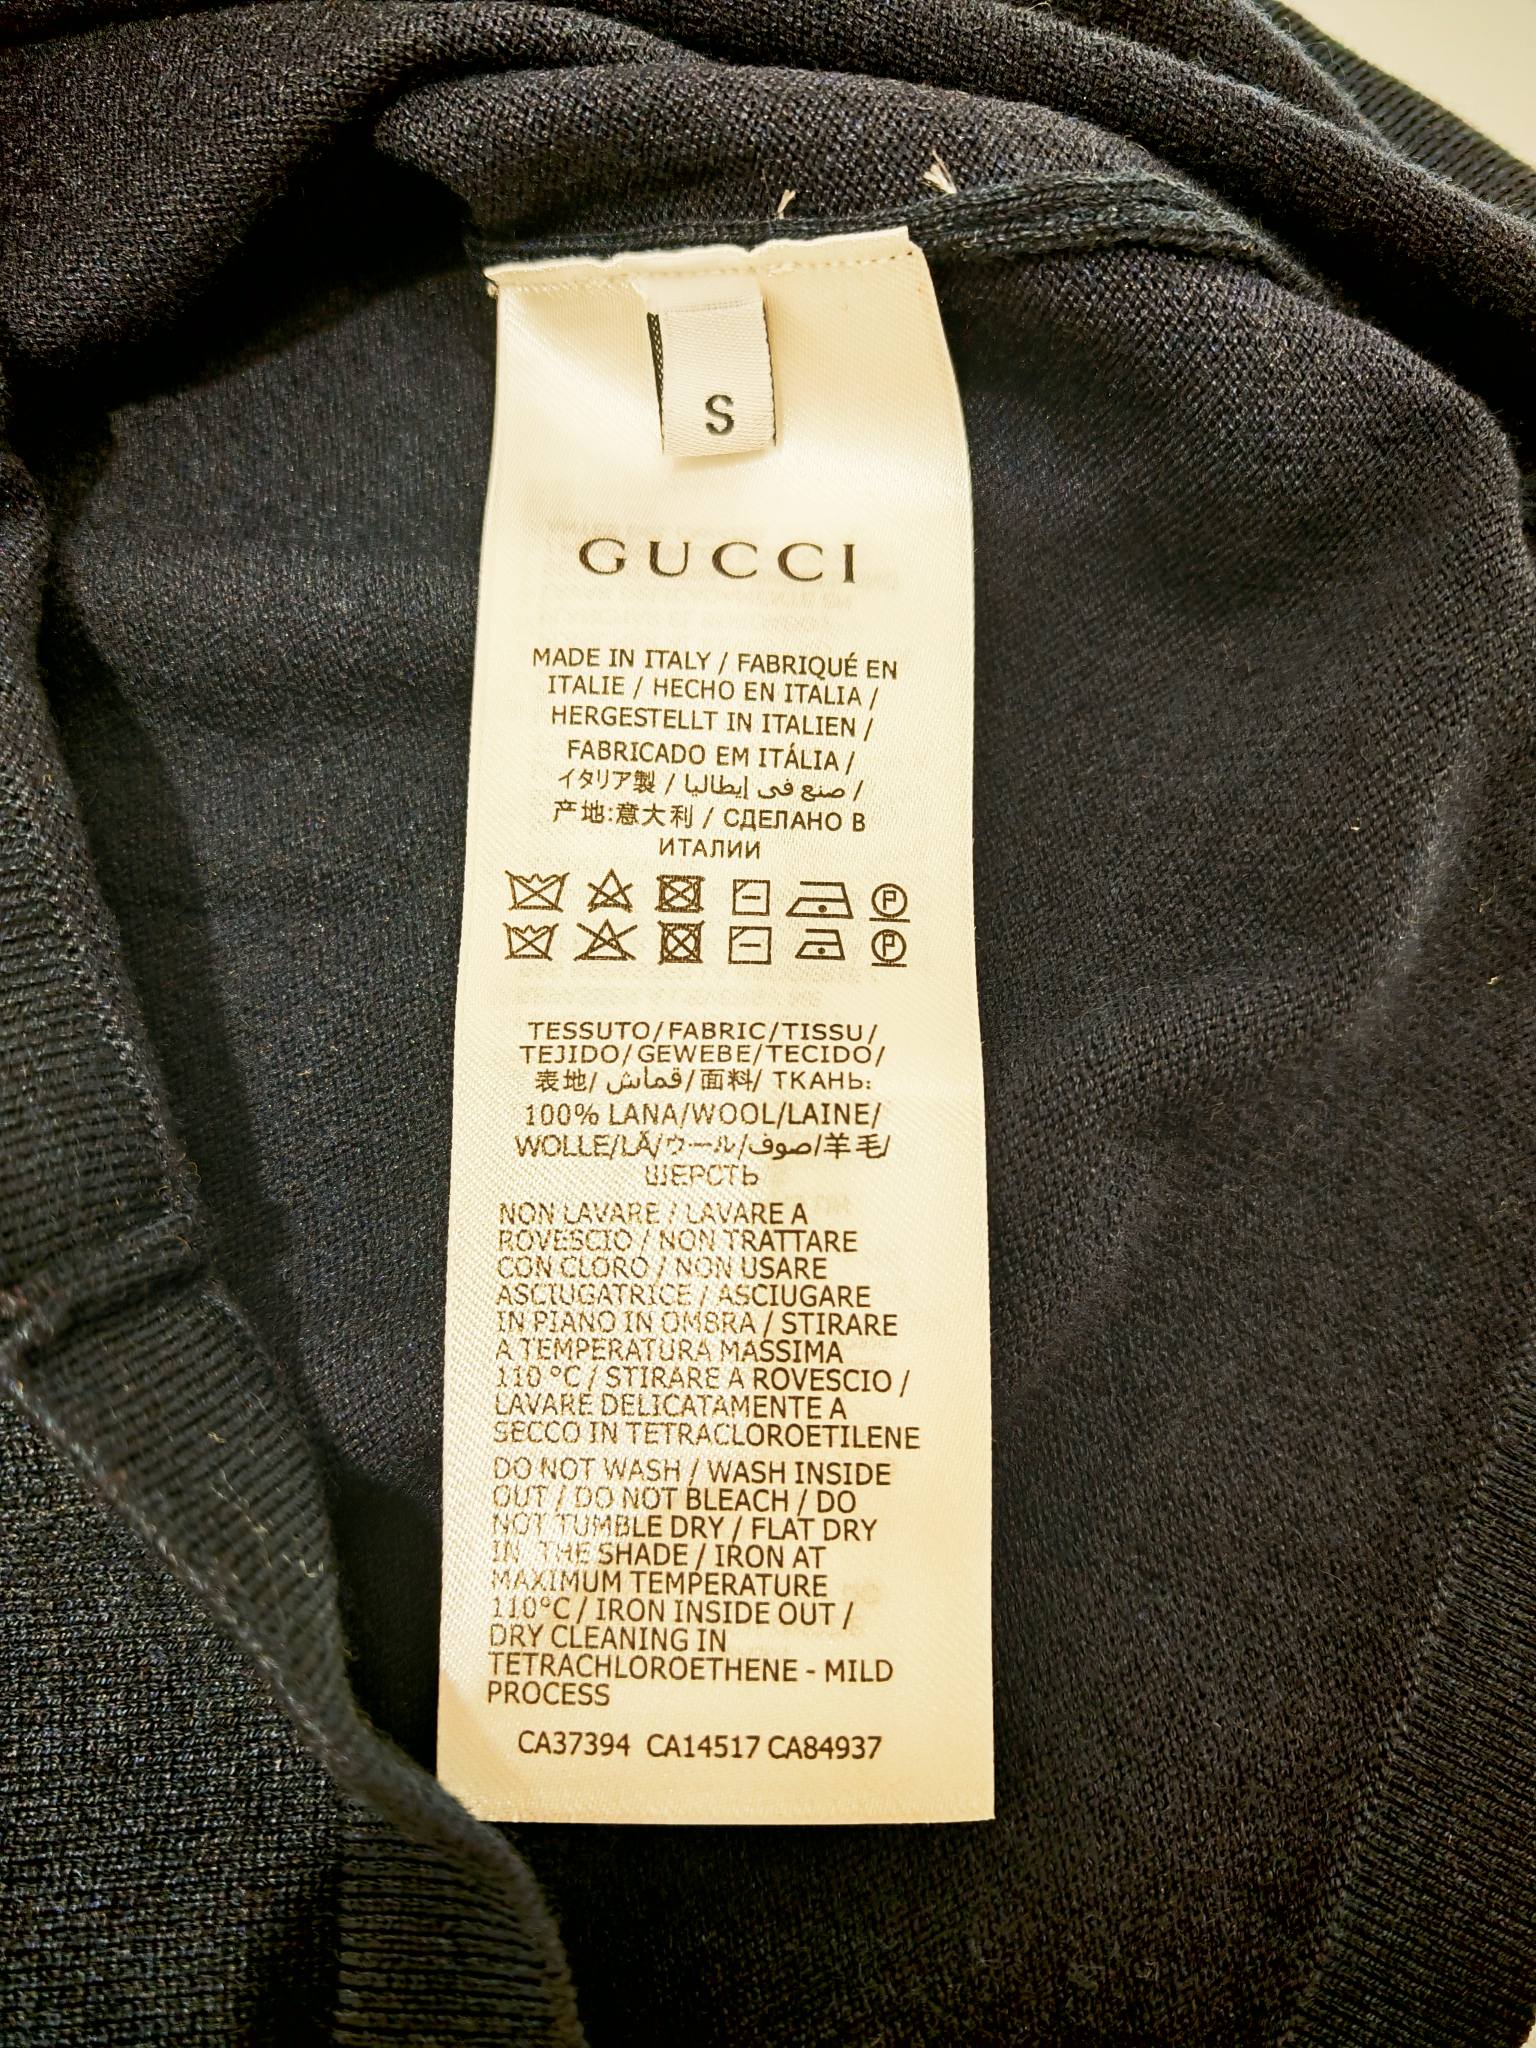 S
GUCCI
MADE IN ITALY / FABRIQUÉ EN
ITALIE / HECHO EN ITALIA /
HERGESTELLT IN ITALIEN /
FABRICADO EM ITÁLIA /
イタリア製 / صنع في إيطاليا /
产地:意大利 / СДЕЛАНО В
ИТАЛИИ
P
P
TESSUTO/FABRIC/TISSU/
TEJIDO/GEWEBE/TECIDO/
表地/ قماش/面料/ ТКАНЬ:
100% LANA/WOOL/LAINE/
WOLLE/LÃ/ウール/صوف/羊毛/
ШЕРСТЬ
NON LAVARE / LAVARE A
ROVESCIO / NON TRATTARE
CON CLORO / NON USARE
ASCIUGATRICE / ASCIUGARE
IN PIANO IN OMBRA / STIRARE
A TEMPERATURA MASSIMA
110 °C / STIRARE A ROVESCIO /
LAVARE DELICATAMENTE A
SECCO IN TETRACLOROETILENE
DO NOT WASH / WASH INSIDE
OUT / DO NOT BLEACH / DO
NOT TUMBLE DRY / FLAT DRY
IN THE SHADE / IRON AT
MAXIMUM TEMPERATURE
110°C / IRON INSIDE OUT /
DRY CLEANING IN
TETRACHLOROETHENE - MILD
PROCESS
CA37394 CA14517 CA84937